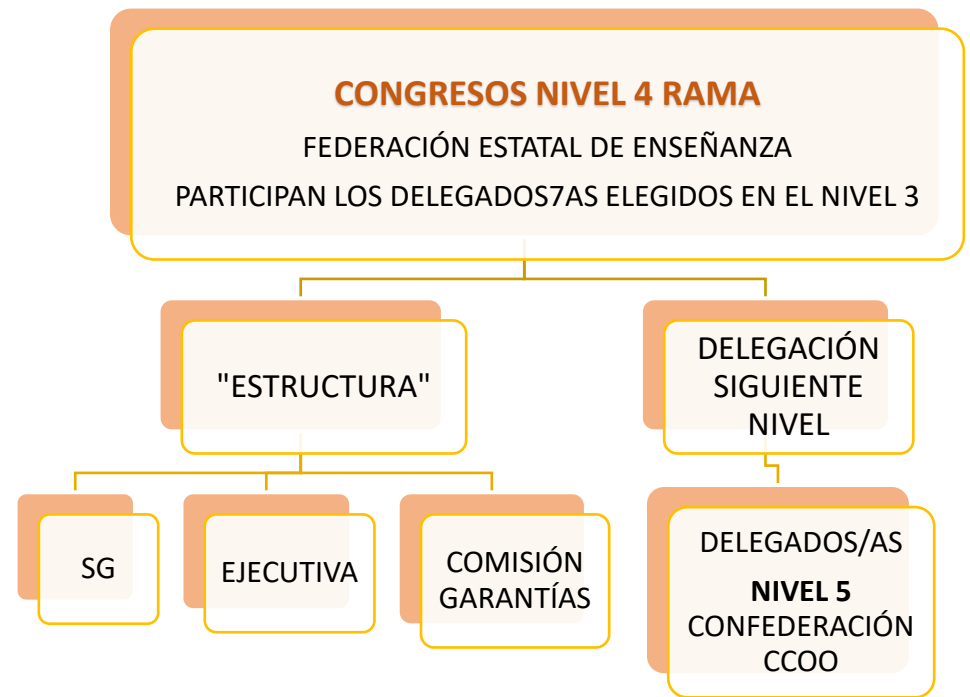 CONGRESOS NIVEL 4 RAMA
FEDERACIÓN ESTATAL DE ENSEÑANZA
PARTICIPAN LOS DELEGADOS7AS ELEGIDOS EN EL NIVEL 3
"ESTRUCTURA"
DELEGACIÓN
SIGUIENTE
NIVEL
SG
EJECUTIVA
COMISIÓN
GARANTÍAS
DELEGADOS/AS
NIVEL 5
CONFEDERACIÓN
CCOO